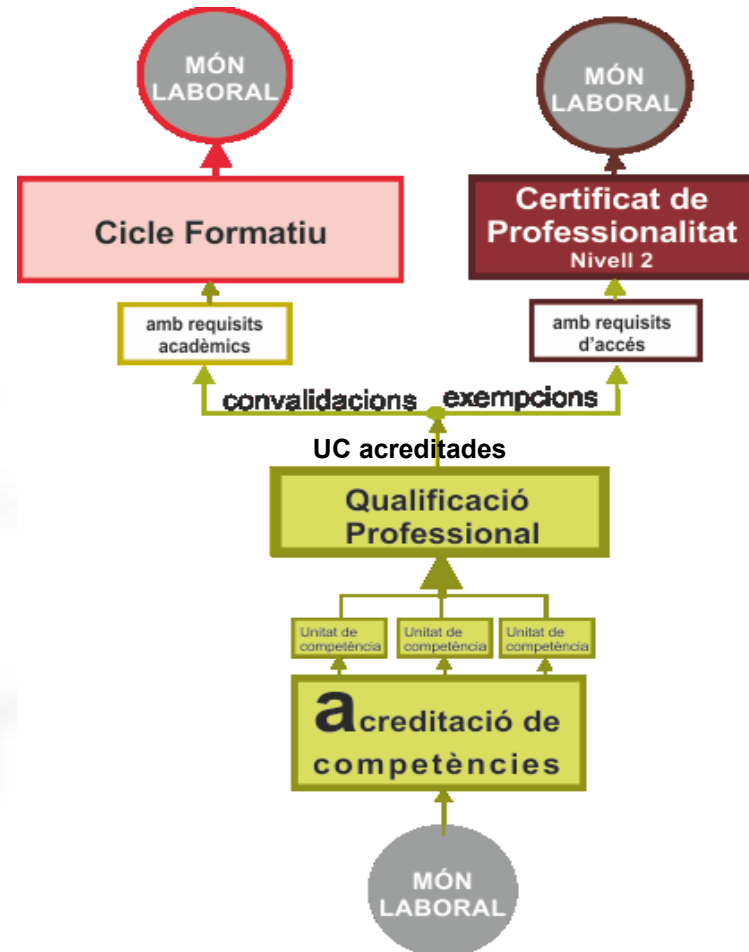 MÓN
LABORAL
MÓN
LABORAL
Cicle Formatiu
Certificat de
Professionalitat
Nivell 2
amb requisits
acadèmics
amb requisits
d'accés
convalidacions
exempcions
UC acreditades
Qualificació
Professional
Unitat de
competència
Unitat de
competència
Unitat de
competència
acreditació de
competències
MÓN
LABORAL